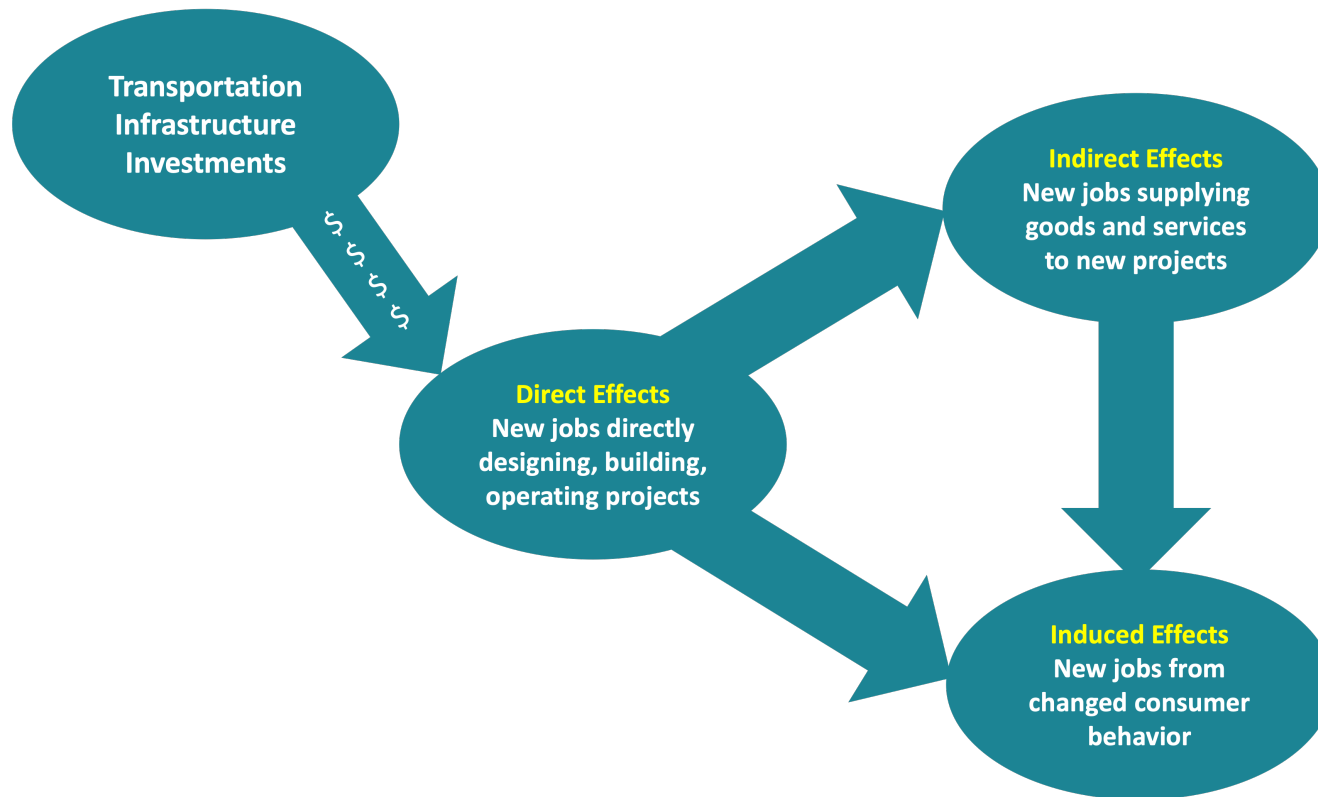 Transportation
Infrastructure
Investments
$ $ $ $
Indirect Effects
New jobs supplying
goods and services
to new projects
Direct Effects
New jobs directly
designing, building,
operating projects
Induced Effects
New jobs from
changed consumer
behavior